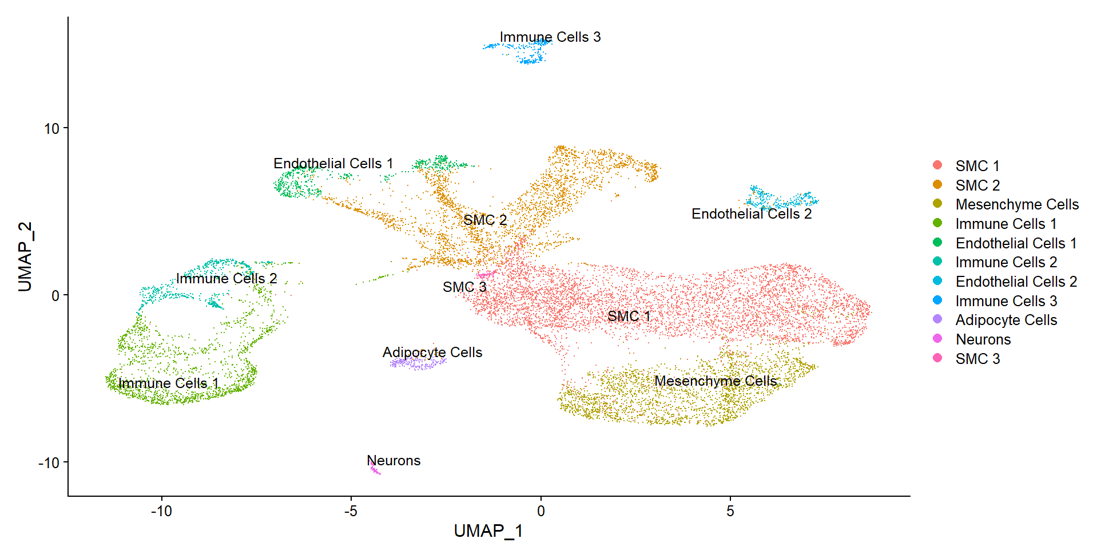 Immune Cells 3
10
Endothelial Cells 1
SMC 2
Endothelial Cells 2
Immune Cells 2
SMC 3
0
SMC 1
Adipocyte Cells
Immune Cells 1
Mesenchyme Cells
Neurons
-10
UMAP_2
-10
-5
0
5
UMAP_1
SMC 1
SMC 2
Mesenchyme Cells
Immune Cells 1
Endothelial Cells 1
Immune Cells 2
Endothelial Cells 2
Immune Cells 3
Adipocyte Cells
Neurons
SMC 3